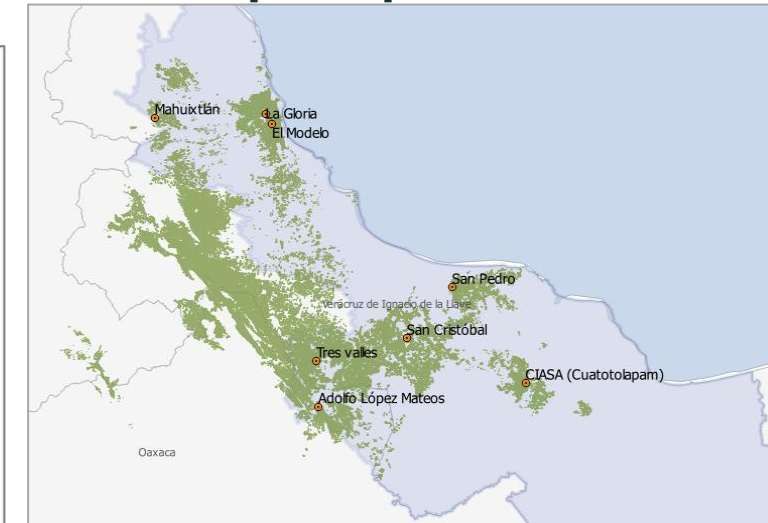 Mahuixtlán
La Gloria
El Modelo
San Pedro
Veracruz de Ignacio de la Llave
San Cristóbal
Tres valles
CIASA (Cuatotolapam)
Adolfo López Mateos
Oaxaca